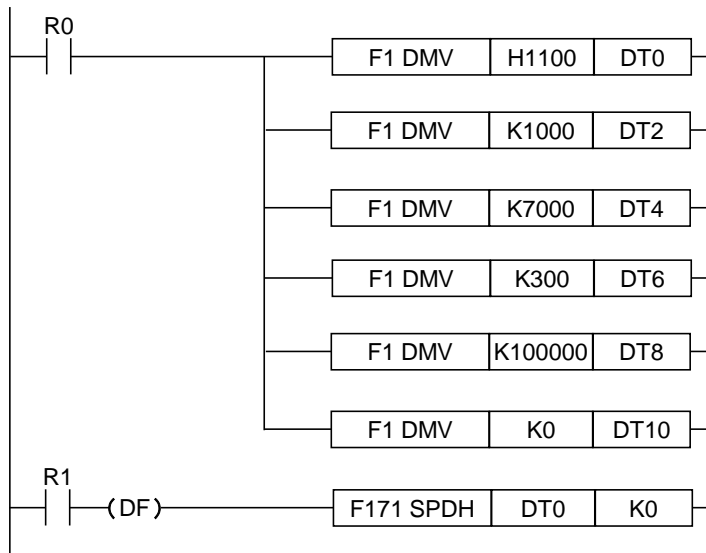 R0
F1 DMV H1100 DT0
F1 DMV K1000 DT2
F1 DMV K7000 DT4
F1 DMV K300 DT6
F1 DMV K100000 DT8
F1 DMV K0 DT10
R1
(DF) F171 SPDH DT0 K0